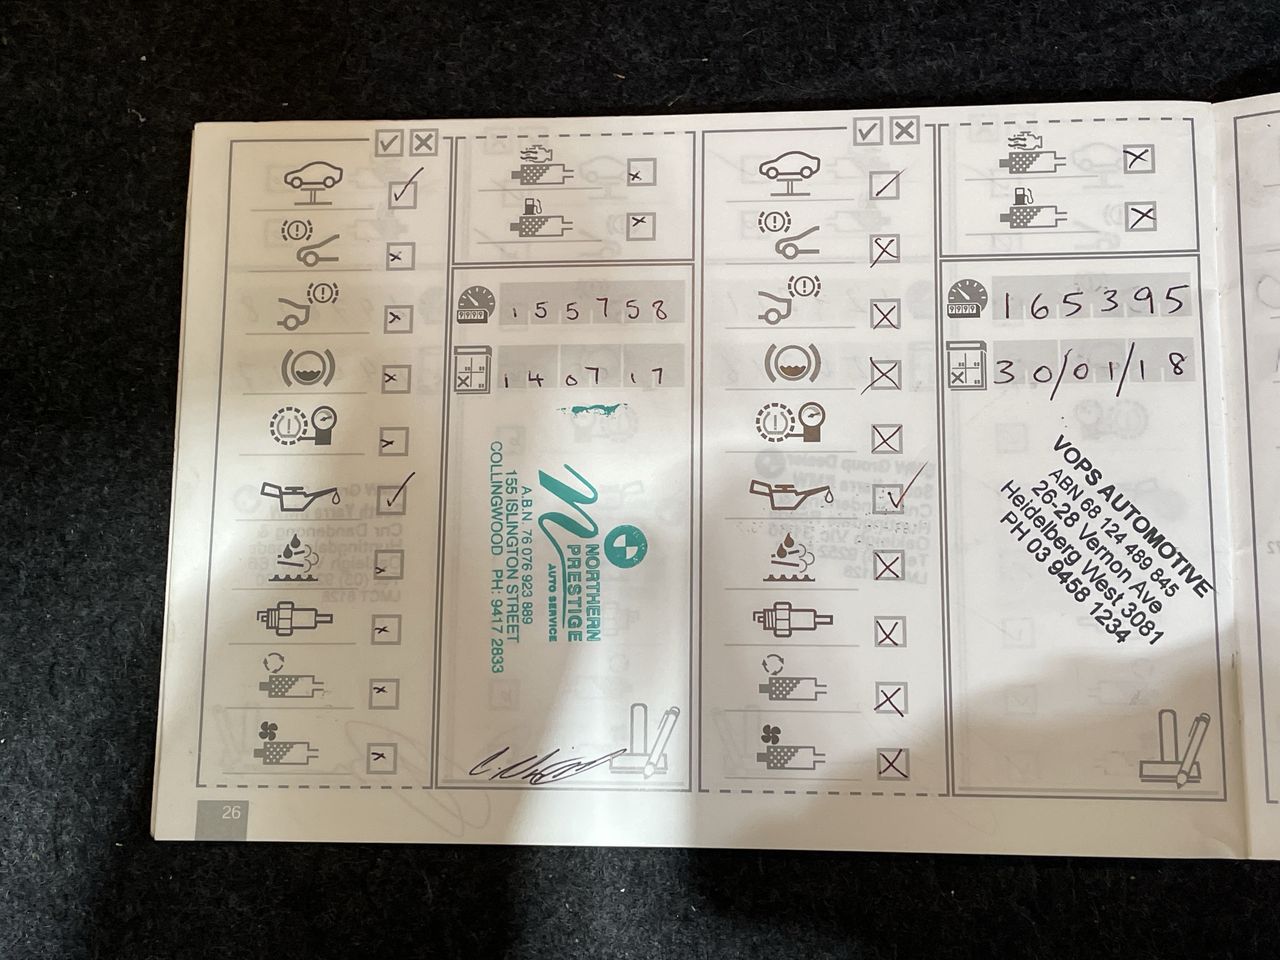 155758
14 07 17
NORTHERN
PRESTIGE
AUTO SERVICE
A.B.N. 76 076 923 889
155 ISLINGTON STREET
COLLINGWOOD PH: 9417 2833
165395
30/01/18
VOPS AUTOMOTIVE
ABN 68 124 489 845
26-28 Vernon Ave
Heidelberg West 3081
PH 03 9458 1234
26